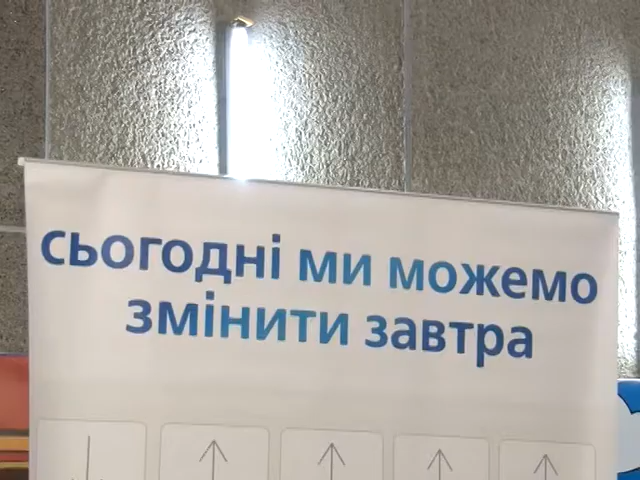 сьогодні ми можемо
змінити завтра